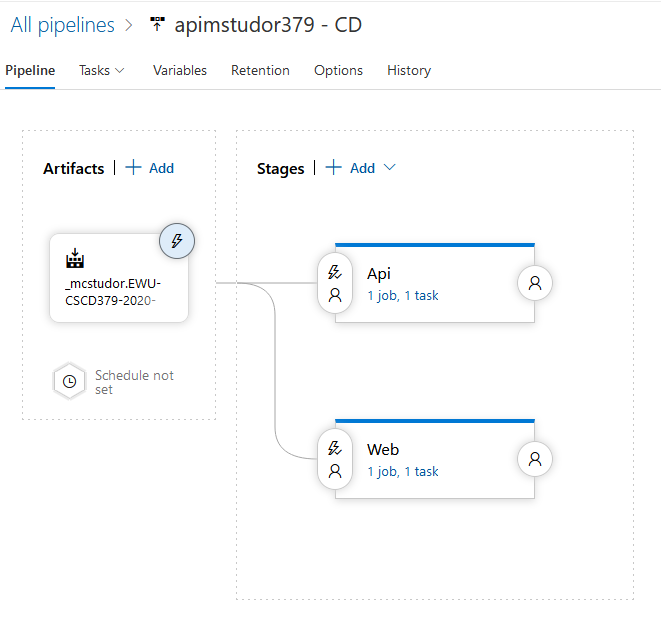 All pipelines > apimstudor379 - CD
Pipeline Tasks Variables Retention Options History
Artifacts | + Add
Stages | + Add
_mcstudor.EWU-
CSCD379-2020-
Schedule not
set
Api
1 job, 1 task
Web
1 job, 1 task